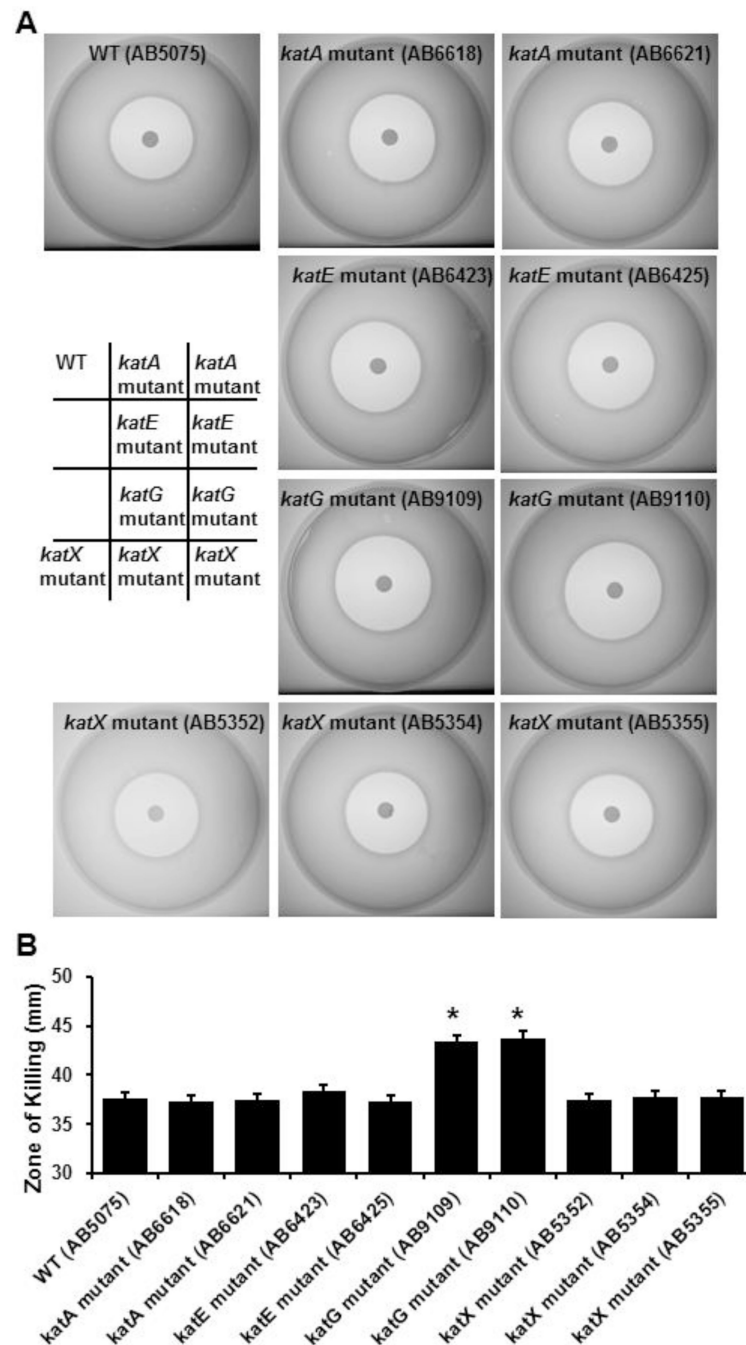 A
WT (AB5075)
katA mutant (AB6618)
katA mutant (AB6621)
katE mutant (AB6423)
katE mutant (AB6425)
WT katA katA
mutant mutant
katE katE
mutant mutant
katG katG
mutant mutant
katX katX katX
mutant mutant mutant
katG mutant (AB9109)
katG mutant (AB9110)
katX mutant (AB5352)
katX mutant (AB5354)
katX mutant (AB5355)
B
Zone of Killing (mm)
50
45
40
35
30
* *
WT (AB5075)
katA mutant (AB6618)
katA mutant (AB6621)
katE mutant (AB6423)
katE mutant (AB6425)
katG mutant (AB9109)
katG mutant (AB9110)
katX mutant (AB5352)
katX mutant (AB5354)
katX mutant (AB5355)